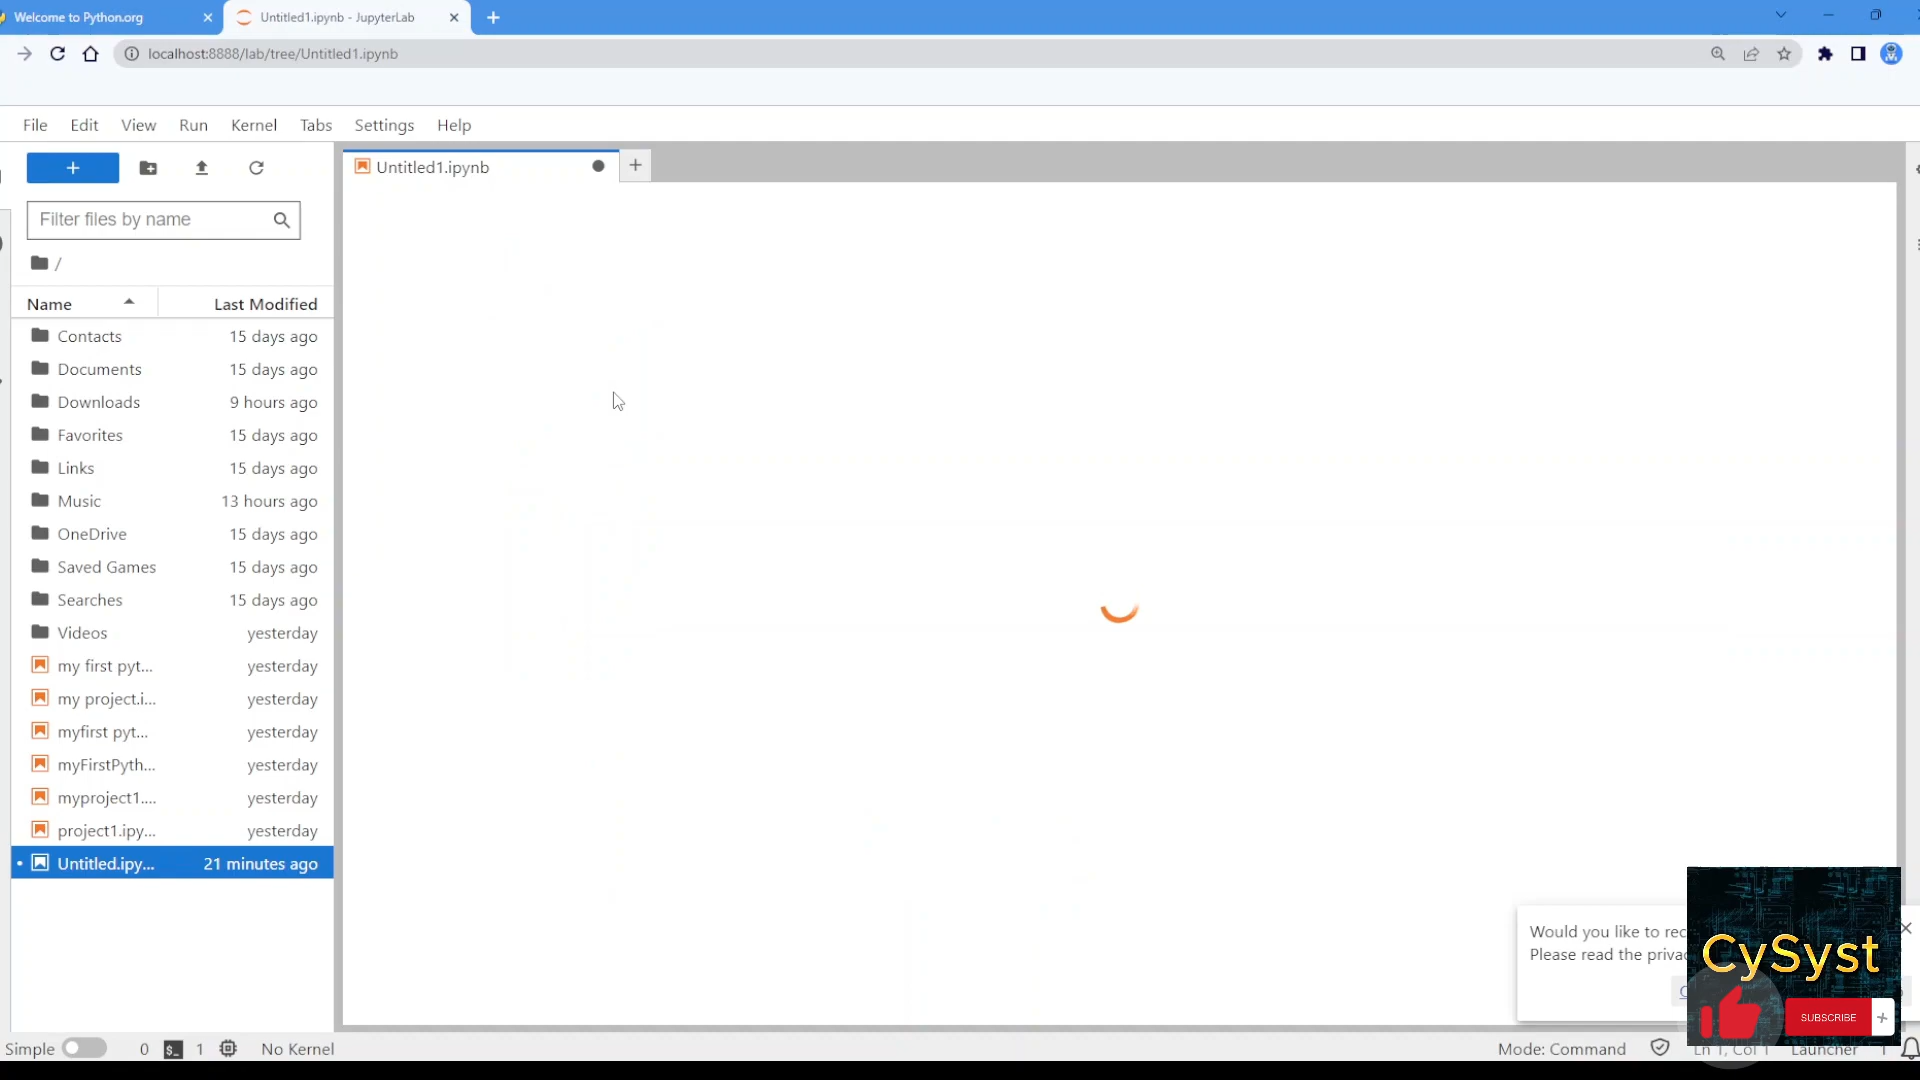 Welcome to Python.org
Untitled1.ipynb - JupyterLab
localhost:8888/lab/tree/Untitled1.ipynb
File Edit View Run Kernel Tabs Settings Help
Untitled1.ipynb
Filter files by name
/
Name Last Modified
Contacts 15 days ago
Documents 15 days ago
Downloads 9 hours ago
Favorites 15 days ago
Links 15 days ago
Music 13 hours ago
OneDrive 15 days ago
Saved Games 15 days ago
Searches 15 days ago
Videos yesterday
my first pyt... yesterday
my project.i... yesterday
myfirst pyt... yesterday
myFirstPyth... yesterday
myproject1.... yesterday
project1.ipy... yesterday
Untitled.ipy... 21 minutes ago
Would you like to rec
Please read the priva
CySyst
SUBSCRIBE
Simple 0 $_ 1 No Kernel Mode: Command Ln 1, Col 1 Launcher 1